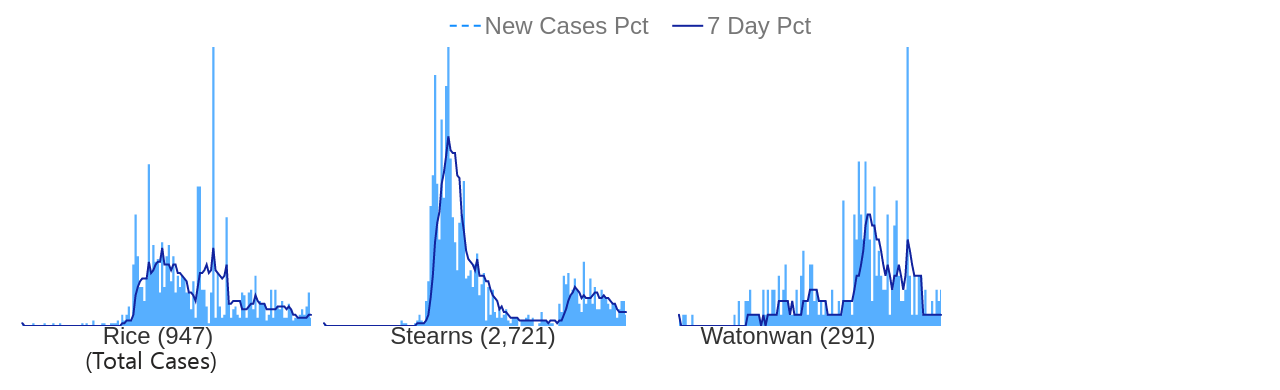 New Cases Pct 7 Day Pct
Rice (947) Stearns (2,721) Watonwan (291)
(Total Cases)